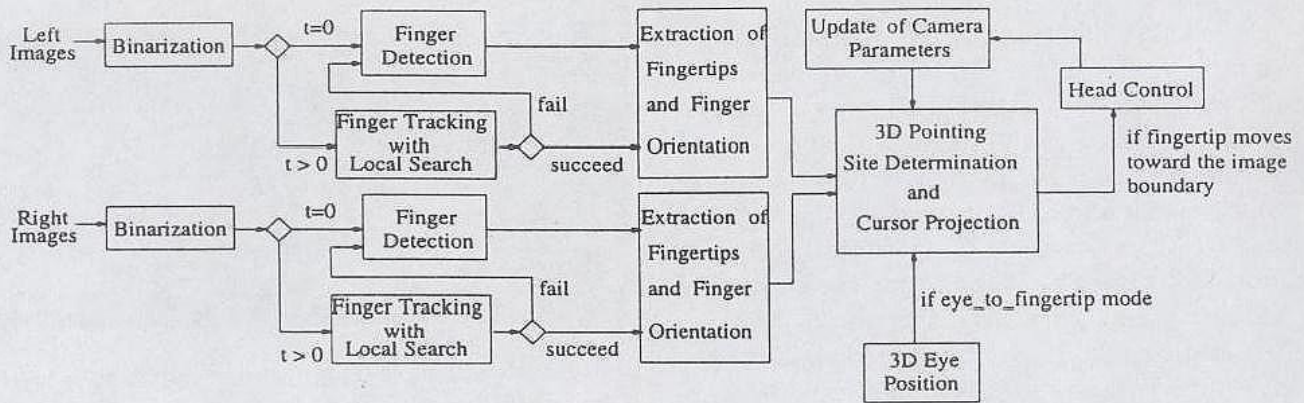 Left
Images
Binarization
t=0
Finger
Detection
fail
t > 0
Finger Tracking
with
Local Search
succeed
Extraction of
Fingertips
and Finger
Orientation
Right
Images
Binarization
t=0
Finger
Detection
fail
t > 0
Finger Tracking
with
Local Search
succeed
Extraction of
Fingertips
and Finger
Orientation
Update of Camera
Parameters
Head Control
3D Pointing
Site Determination
and
Cursor Projection
if fingertip moves
toward the image
boundary
if eye_to_fingertip mode
3D Eye
Position